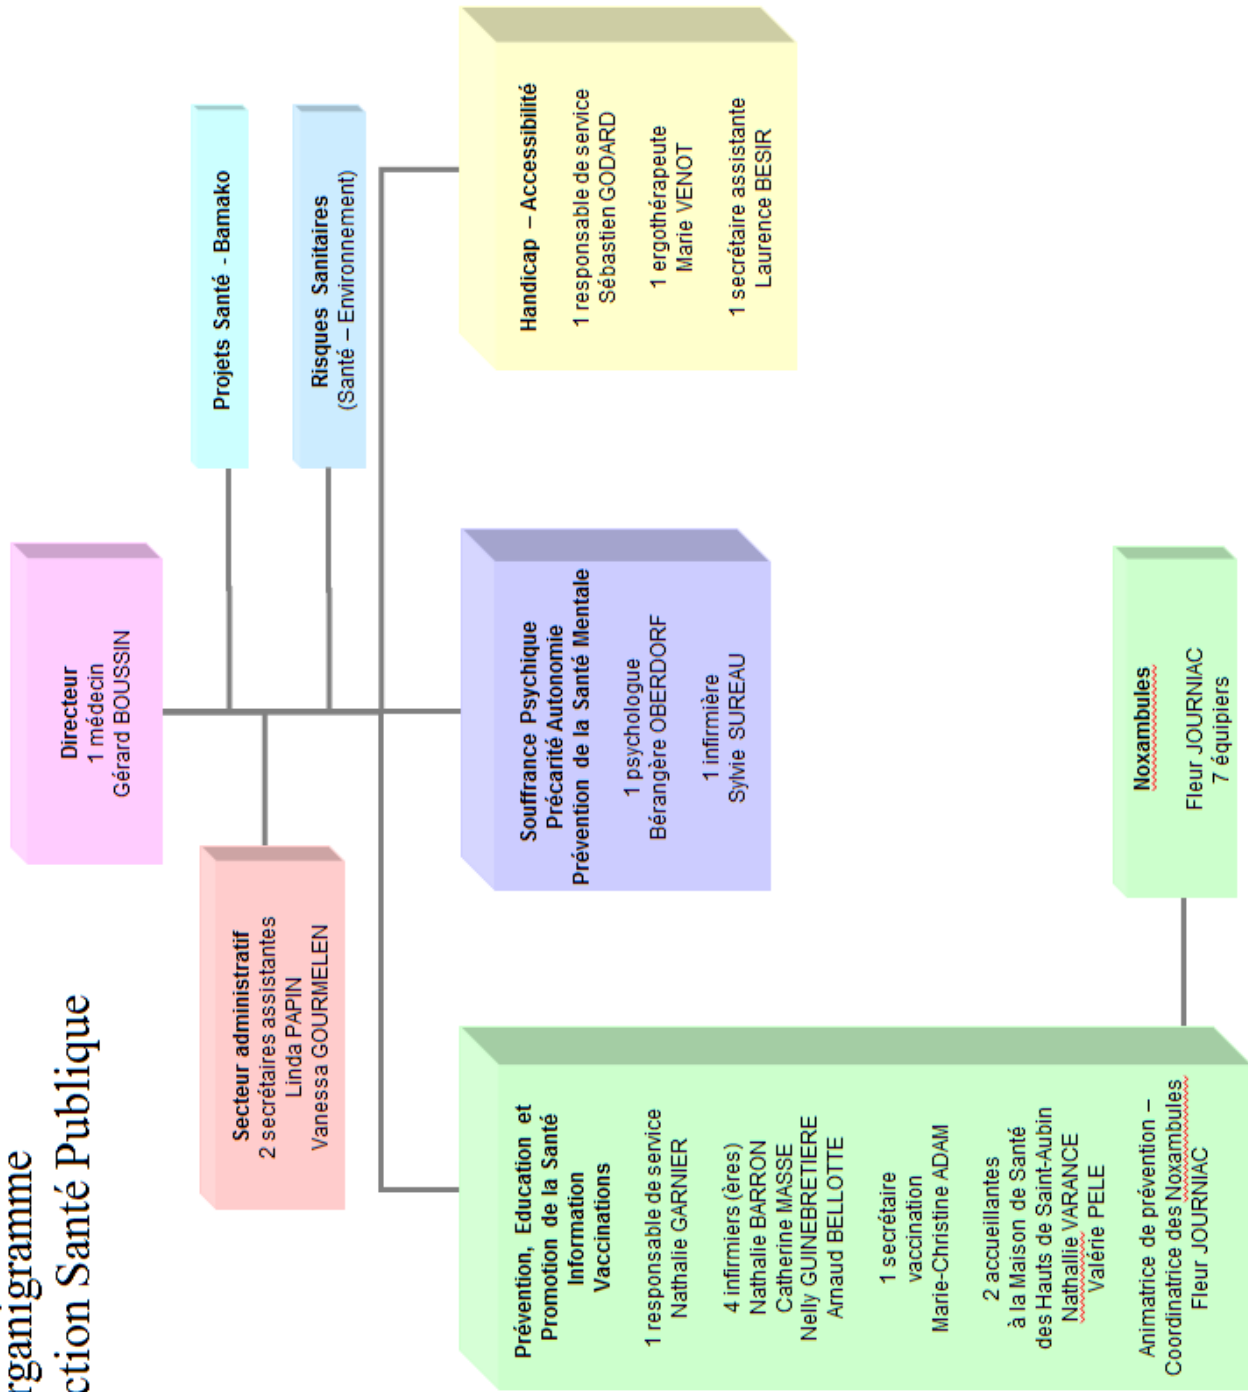 rganigramme
ction Santé Publique
Directeur
1 médecin
Gérard BOUSSIN
Secteur administratif
2 secrétaires assistantes
Linda PAPIN
Vanessa GOURMELEN
Projets Santé - Bamako
Risques Sanitaires
(Santé – Environnement)
Prévention, Education et
Promotion de la Santé
Information
Vaccinations
1 responsable de service
Nathalie GARNIER
4 infirmiers (ères)
Nathalie BARRON
Catherine MASSE
Nelly GUINEBRETIERE
Arnaud BELLOTTE
1 secrétaire
vaccination
Marie-Christine ADAM
2 accueillantes
à la Maison de Santé
des Hauts de Saint-Aubin
Nathallie VARANCE
Valérie PELE
Animatrice de prévention –
Coordinatrice des Noxambules
Fleur JOURNIAC
Souffrance Psychique
Précarité Autonomie
Prévention de la Santé Mentale
1 psychologue
Bérangère OBERDORF
1 infirmière
Sylvie SUREAU
Handicap – Accessibilité
1 responsable de service
Sébastien GODARD
1 ergothérapeute
Marie VENOT
1 secrétaire assistante
Laurence BESIR
Noxambules
Fleur JOURNIAC
7 équipiers